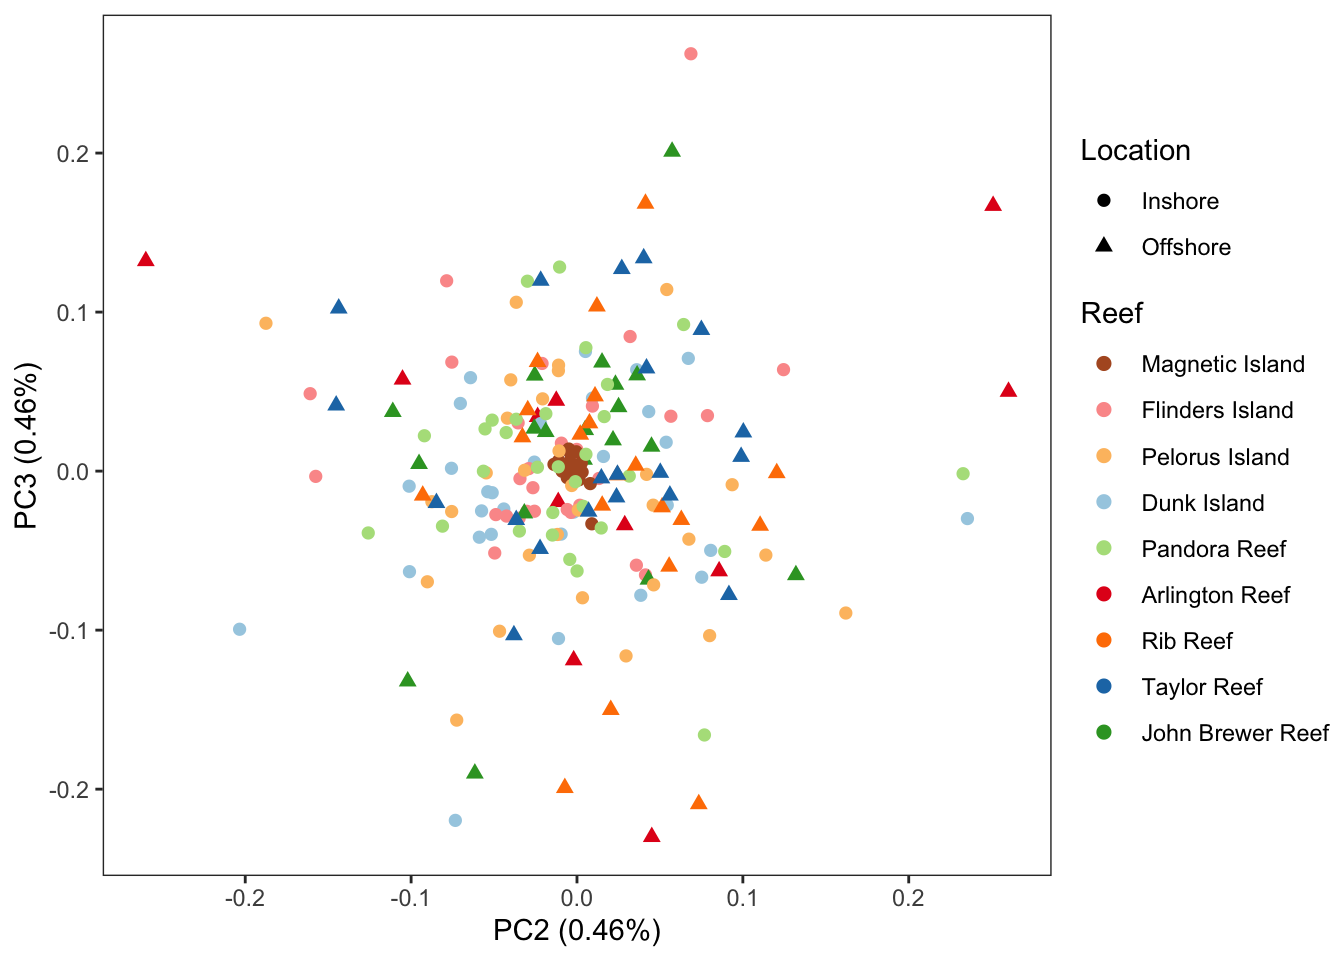 0.2
0.1
0.0
-0.1
-0.2
PC3 (0.46%)
-0.2
-0.1
0.0
0.1
0.2
PC2 (0.46%)
Location
Inshore
Offshore
Reef
Magnetic Island
Flinders Island
Pelorus Island
Dunk Island
Pandora Reef
Arlington Reef
Rib Reef
Taylor Reef
John Brewer Reef